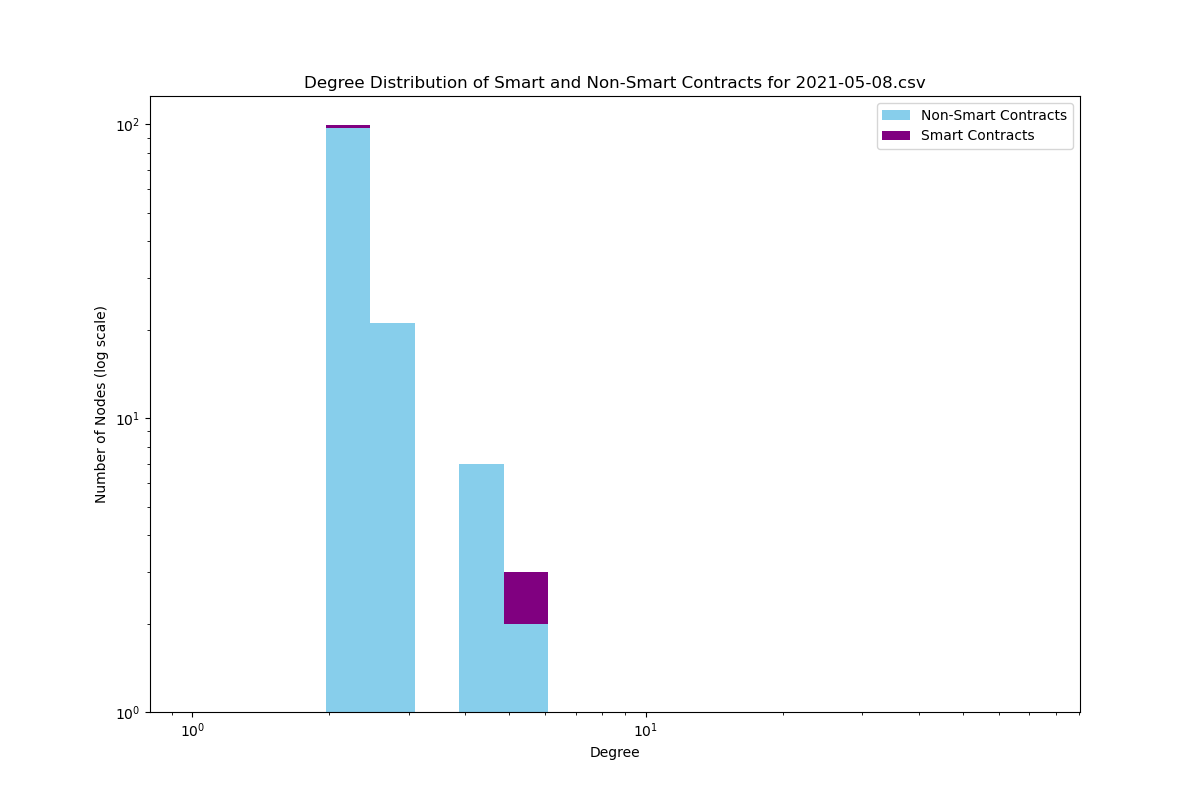 Degree Distribution of Smart and Non-Smart Contracts for 2021-05-08.csv
Non-Smart Contracts
Smart Contracts
Number of Nodes (log scale)
10²
10¹
10⁰
10⁰ 10¹
Degree